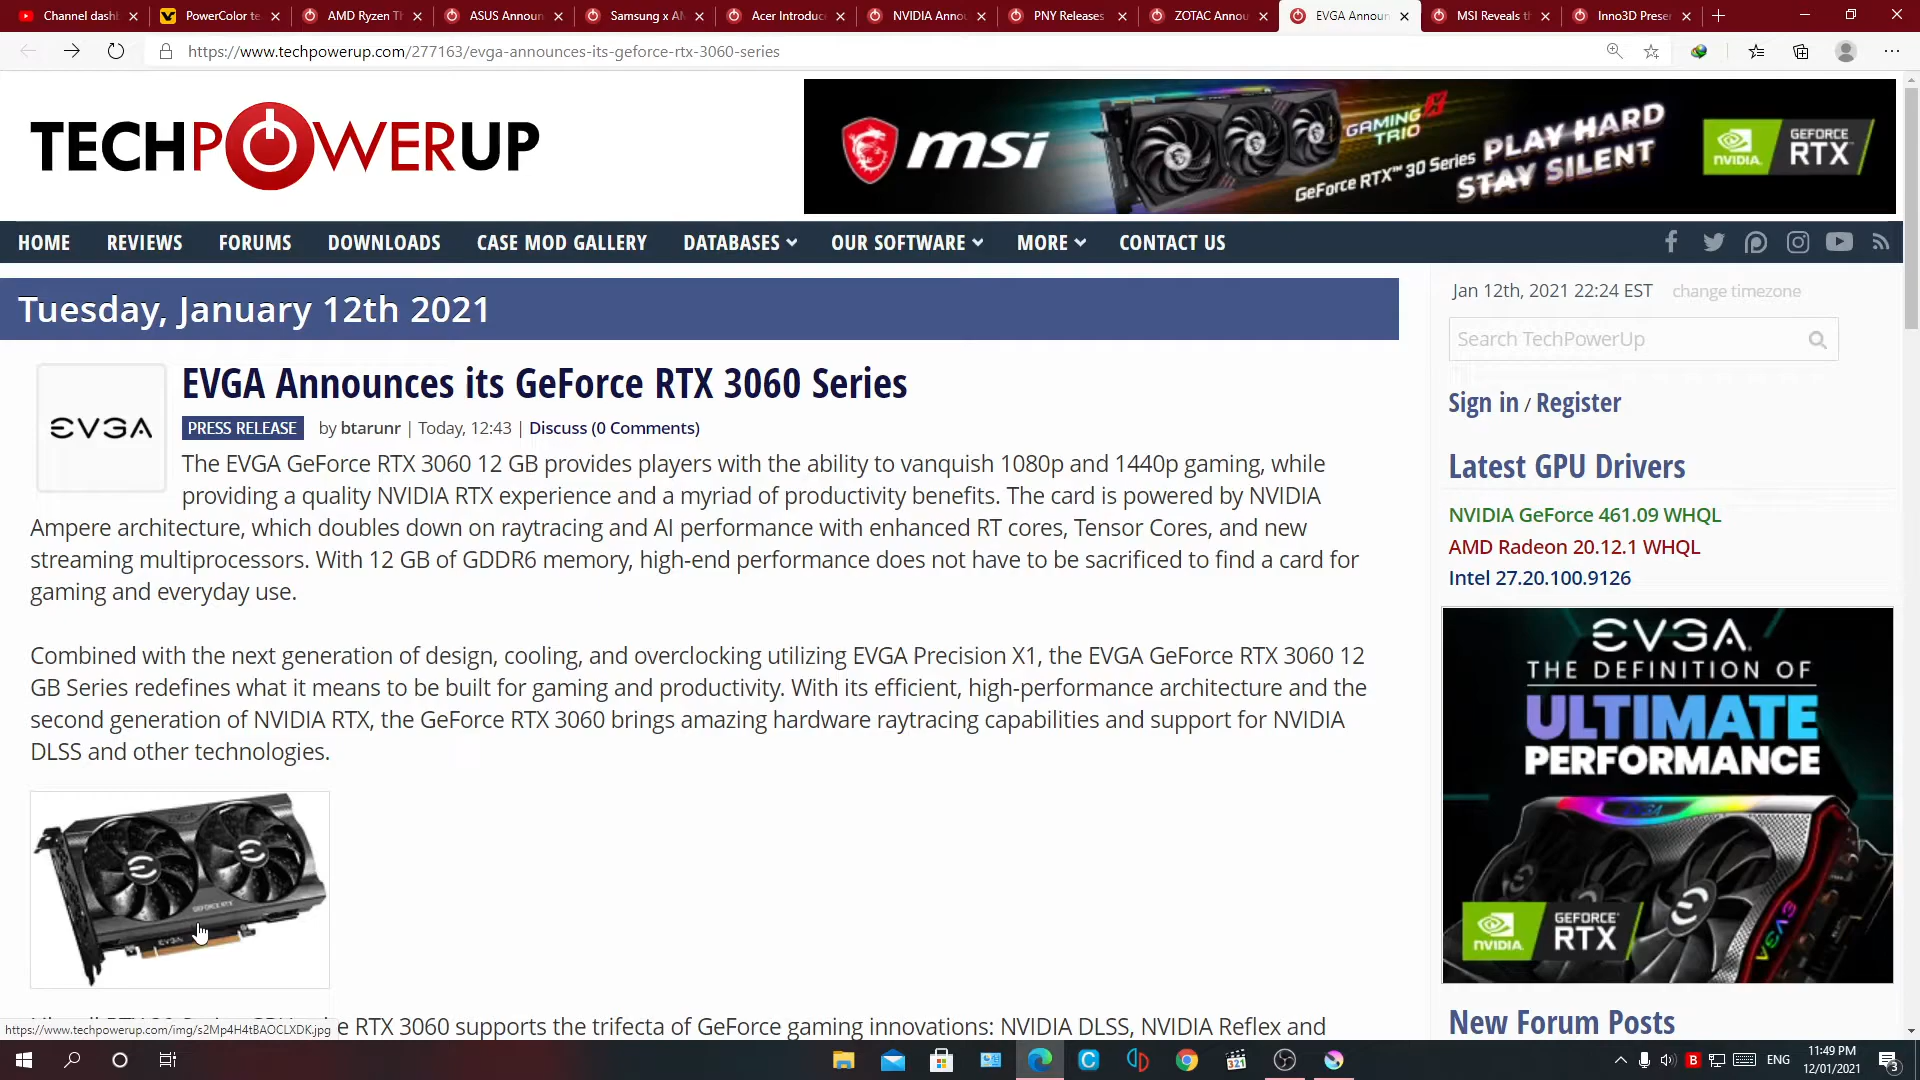 Channel dash
PowerColor te
AMD Ryzen Th
ASUS Announ
Samsung x AM
Acer Introduc
NVIDIA Annou
PNY Releases
ZOTAC Annou
EVGA Announ
MSI Reveals t
Inno3D Prese
https://www.techpowerup.com/277163/evga-announces-its-geforce-rtx-3060-series
TECHPOWERUP
msi
GAMING X
TRIO
GeForce RTX™ 30 Series
PLAY HARD
STAY SILENT
NVIDIA.
GEFORCE
RTX
HOME REVIEWS FORUMS DOWNLOADS CASE MOD GALLERY DATABASES OUR SOFTWARE MORE CONTACT US
Tuesday, January 12th 2021
Jan 12th, 2021 22:24 EST change timezone
Search TechPowerUp
Sign in / Register
EVGA
EVGA Announces its GeForce RTX 3060 Series
PRESS RELEASE by btarunr | Today, 12:43 | Discuss (0 Comments)
The EVGA GeForce RTX 3060 12 GB provides players with the ability to vanquish 1080p and 1440p gaming, while
providing a quality NVIDIA RTX experience and a myriad of productivity benefits. The card is powered by NVIDIA
Ampere architecture, which doubles down on raytracing and AI performance with enhanced RT cores, Tensor Cores, and new
streaming multiprocessors. With 12 GB of GDDR6 memory, high-end performance does not have to be sacrificed to find a card for
gaming and everyday use.
Combined with the next generation of design, cooling, and overclocking utilizing EVGA Precision X1, the EVGA GeForce RTX 3060 12
GB Series redefines what it means to be built for gaming and productivity. With its efficient, high-performance architecture and the
second generation of NVIDIA RTX, the GeForce RTX 3060 brings amazing hardware raytracing capabilities and support for NVIDIA
DLSS and other technologies.
GEFORCE RTX
EVGA
e RTX 3060 supports the trifecta of GeForce gaming innovations: NVIDIA DLSS, NVIDIA Reflex and
https://www.techpowerup.com/img/s2Mp4H4tBAOCLXDK.jpg
Latest GPU Drivers
NVIDIA GeForce 461.09 WHQL
AMD Radeon 20.12.1 WHQL
Intel 27.20.100.9126
EVGA.
THE DEFINITION OF
ULTIMATE
PERFORMANCE
EVGA
NVIDIA.
GEFORCE
RTX
EVGA
New Forum Posts
321
B
ENG
11:49 PM
12/01/2021
3